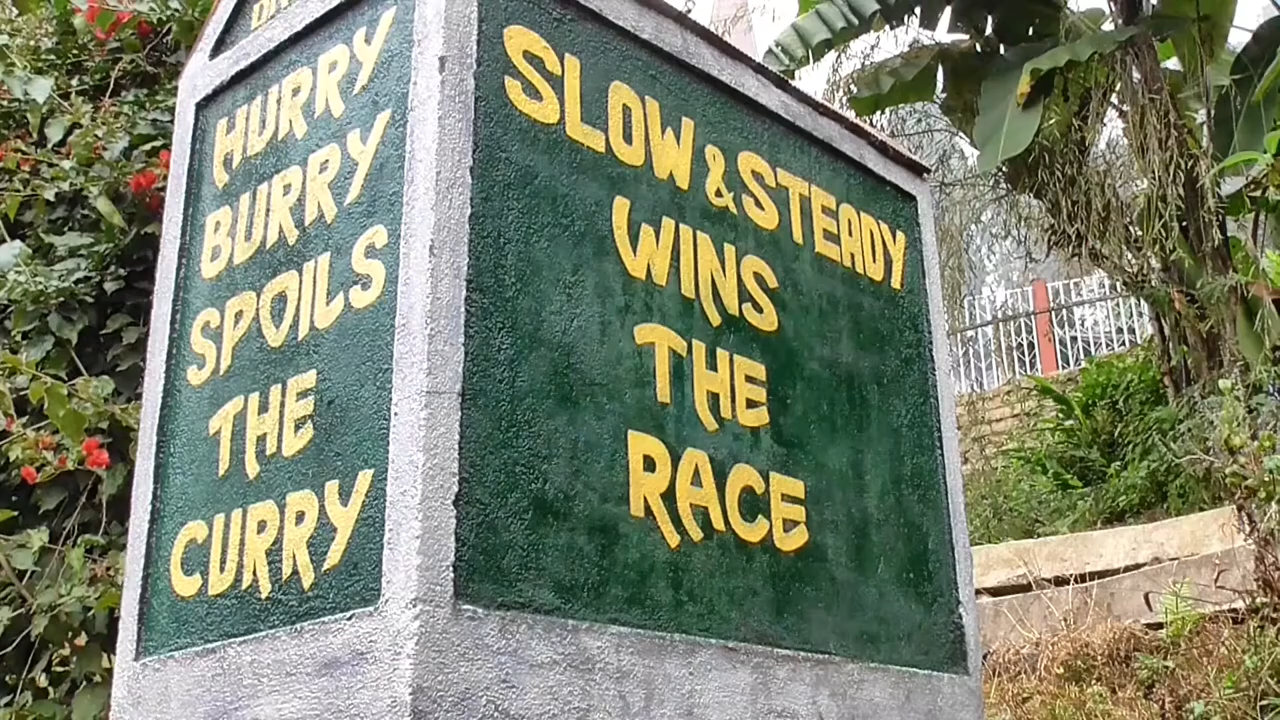 HURRY
BURRY
SPOILS
THE
CURRY
SLOW & STEADY
WINS
THE
RACE